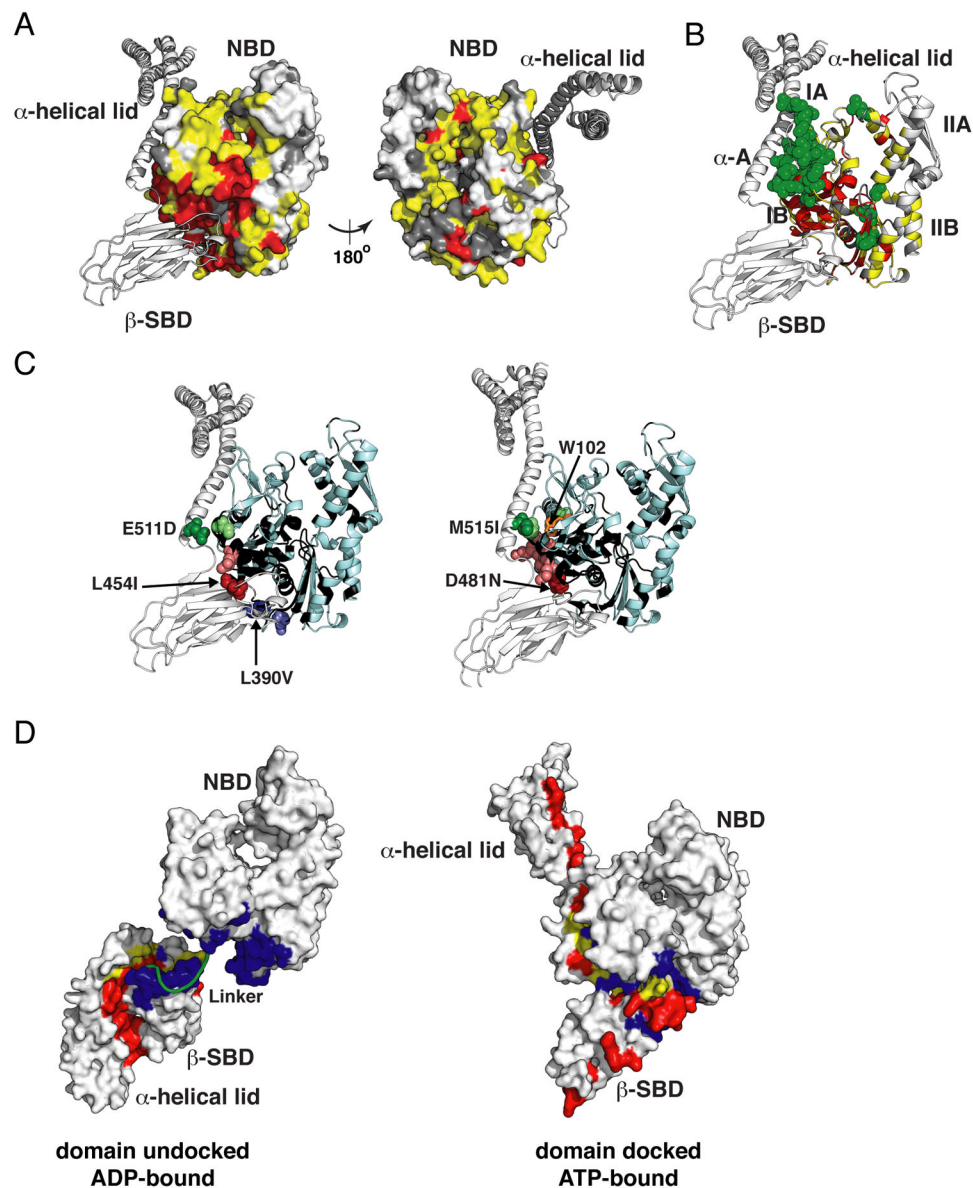 A
NBD
α-helical lid
β-SBD
180°
NBD
α-helical lid
B
α-helical lid
IA
IIA
α-A
IB
IIB
β-SBD
C
E511D
L454I
L390V
W102
M515I
D481N
D
NBD
Linker
β-SBD
α-helical lid
domain undocked
ADP-bound
α-helical lid
NBD
β-SBD
domain docked
ATP-bound